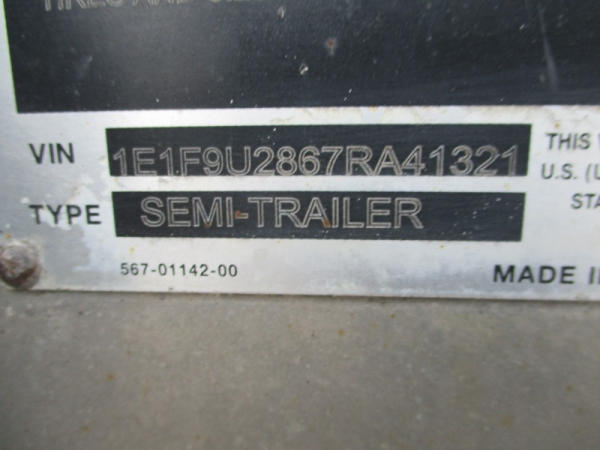 VIN 1E1F9U2867RA41321
THIS
U.S. (U
STA
TYPE SEMI-TRAILER
567-01142-00
MADE I